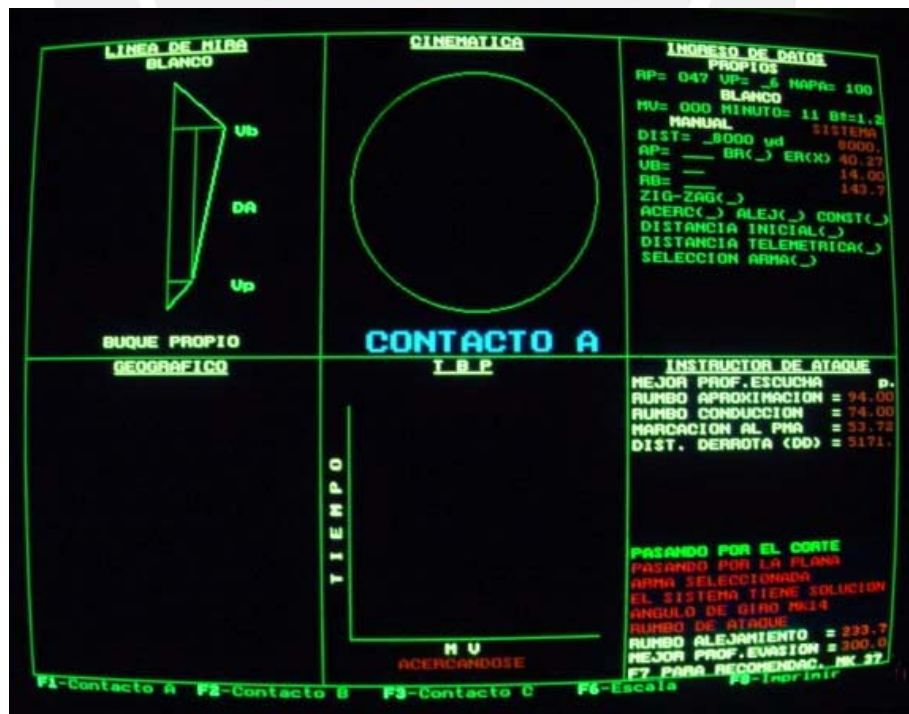 LINEA DE MIRA
BLANCO
Vb
DA
Vp
BUQUE PROPIO
CINEMATICA
CONTACTO A
INGRESO DE DATOS
PROPIOS
RP= 047 VP= _6 NAPA= 100
BLANCO
MV= 000 MINUTO= 11 Bº=1.2
MANUAL SISTEMA
DIST= _8000 yd 8000.
AP= ___ BR(_) ER(X) 40.27
VB= __ 14.00
RB= ___ 143.7
ZIG-ZAG(_)
ACERC(_) ALEJ(_) CONST(_)
DISTANCIA INICIAL(_)
DISTANCIA TELEMETRICA(_)
SELECCION ARMA(_)
GEOGRAFICO
T B P
TIEMPO
M V
ACERCANDOSE
INSTRUCTOR DE ATAQUE
MEJOR PROF.ESCUCHA p.
RUMBO APROXIMACION = 94.00
RUMBO CONDUCCION = 74.00
MARCACION AL PMA = 53.72
DIST. DERROTA (DD) = 5171.
PASANDO POR EL CORTE
PASANDO POR LA PLANA
ARMA SELECCIONADA
EL SISTEMA TIENE SOLUCION
ANGULO DE GIRO MK14
RUMBO DE ATAQUE
RUMBO ALEJAMIENTO = 233.7
MEJOR PROF.EVASION = 300.0
F7 PARA RECOMENDAC. MK 37
F1-Contacto A F2-Contacto B F3-Contacto C F6-Escala F8-Imprimir